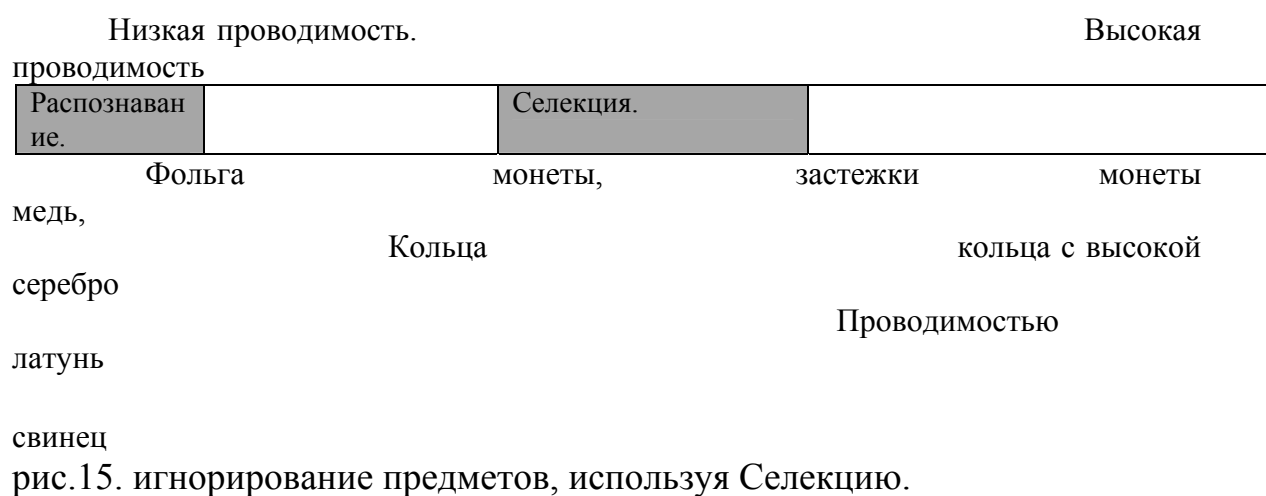 Низкая проводимость. Высокая
проводимость
Распознаван Селекция.
ие.
Фольга монеты, застежки монеты
медь,
Кольца кольца с высокой
серебро
Проводимостью
латунь
свинец
рис.15. игнорирование предметов, используя Селекцию.